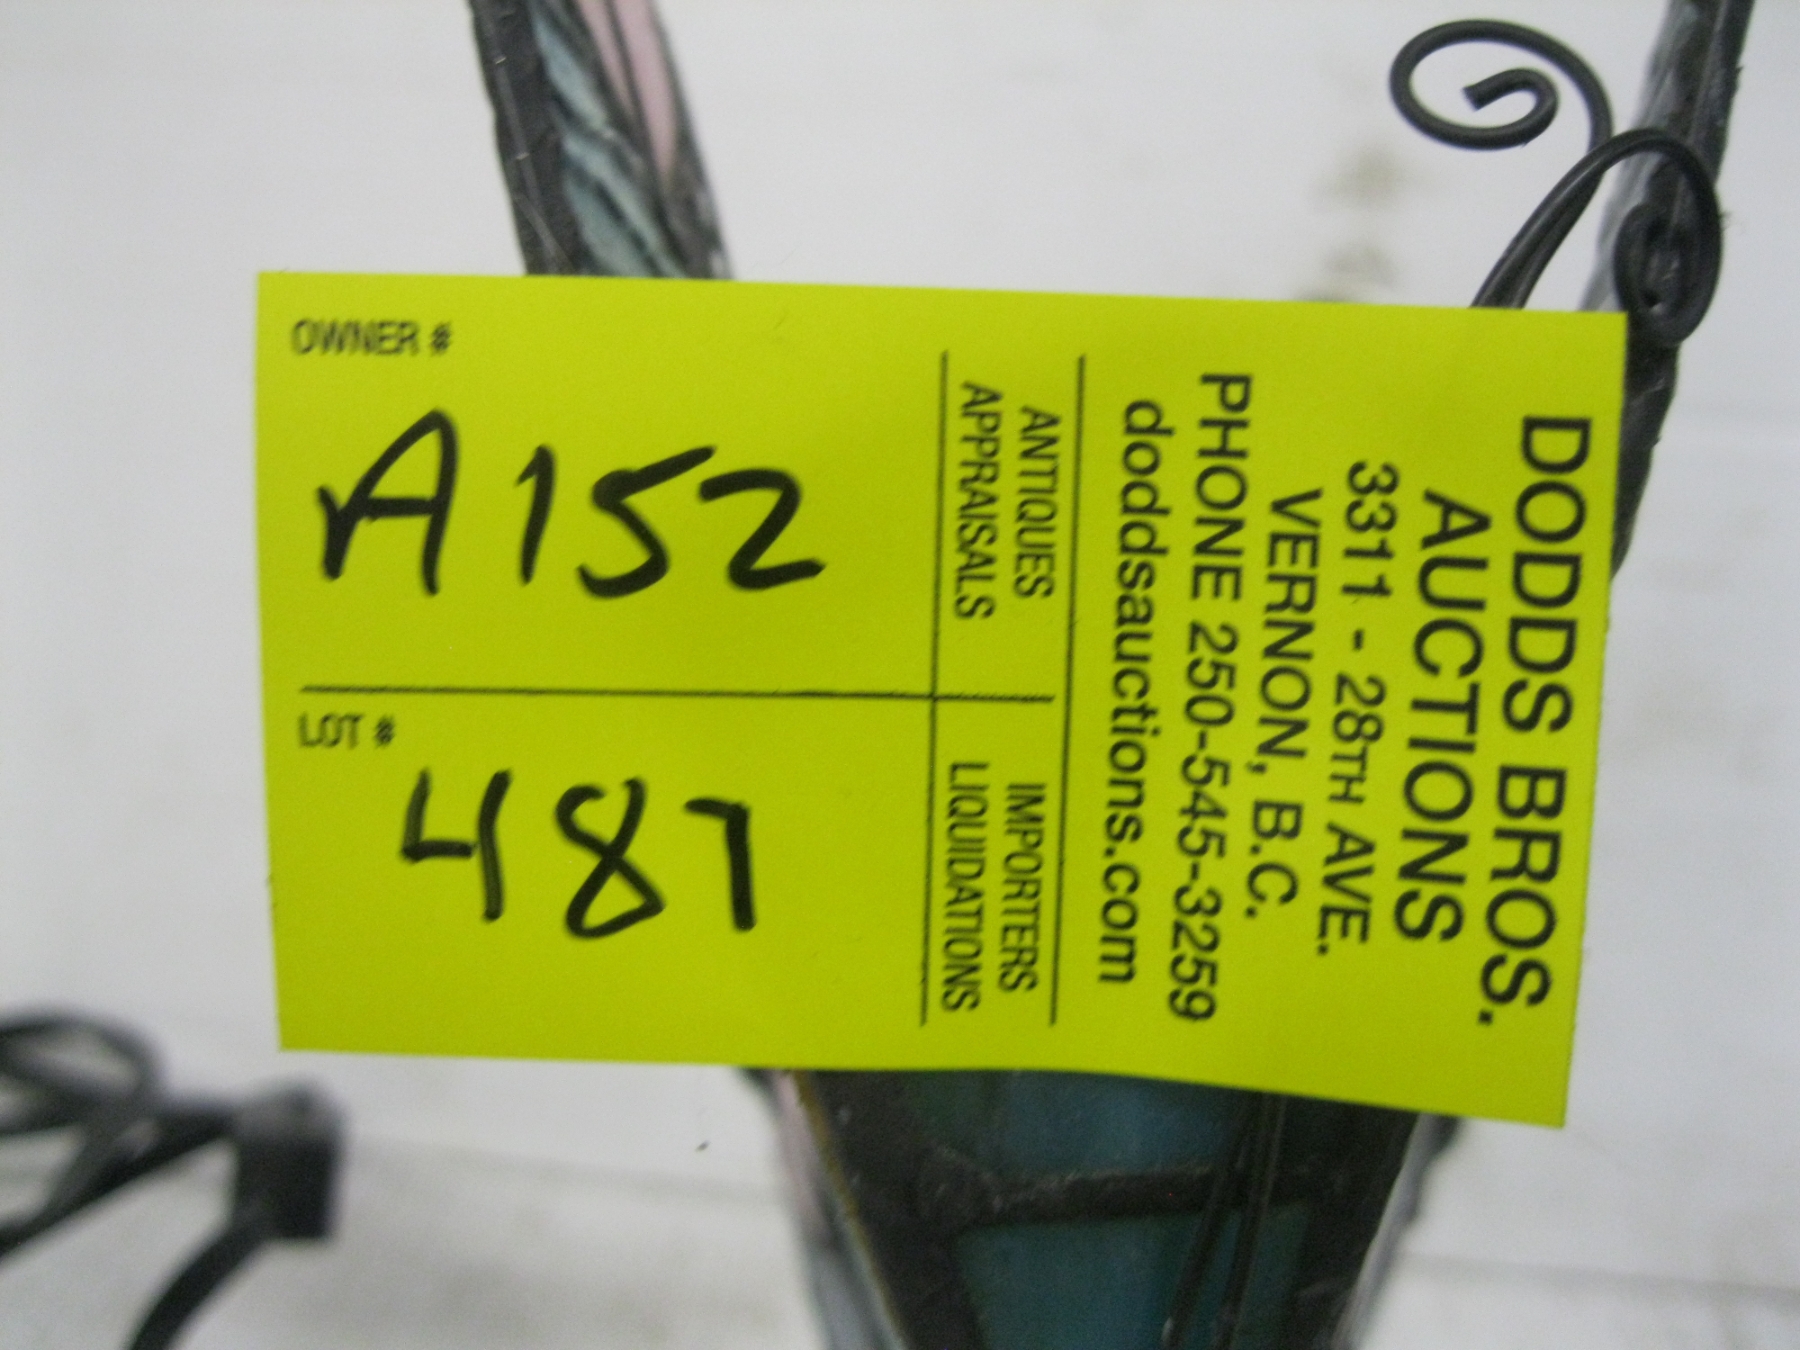 DODDS BROS.
AUCTIONS
3311 - 28TH AVE.
VERNON, B.C.
PHONE 250-545-3259
doddsauctions.com
ANTIQUES
APPRAISALS
IMPORTERS
LIQUIDATIONS
OWNER #
A152
LOT #
487